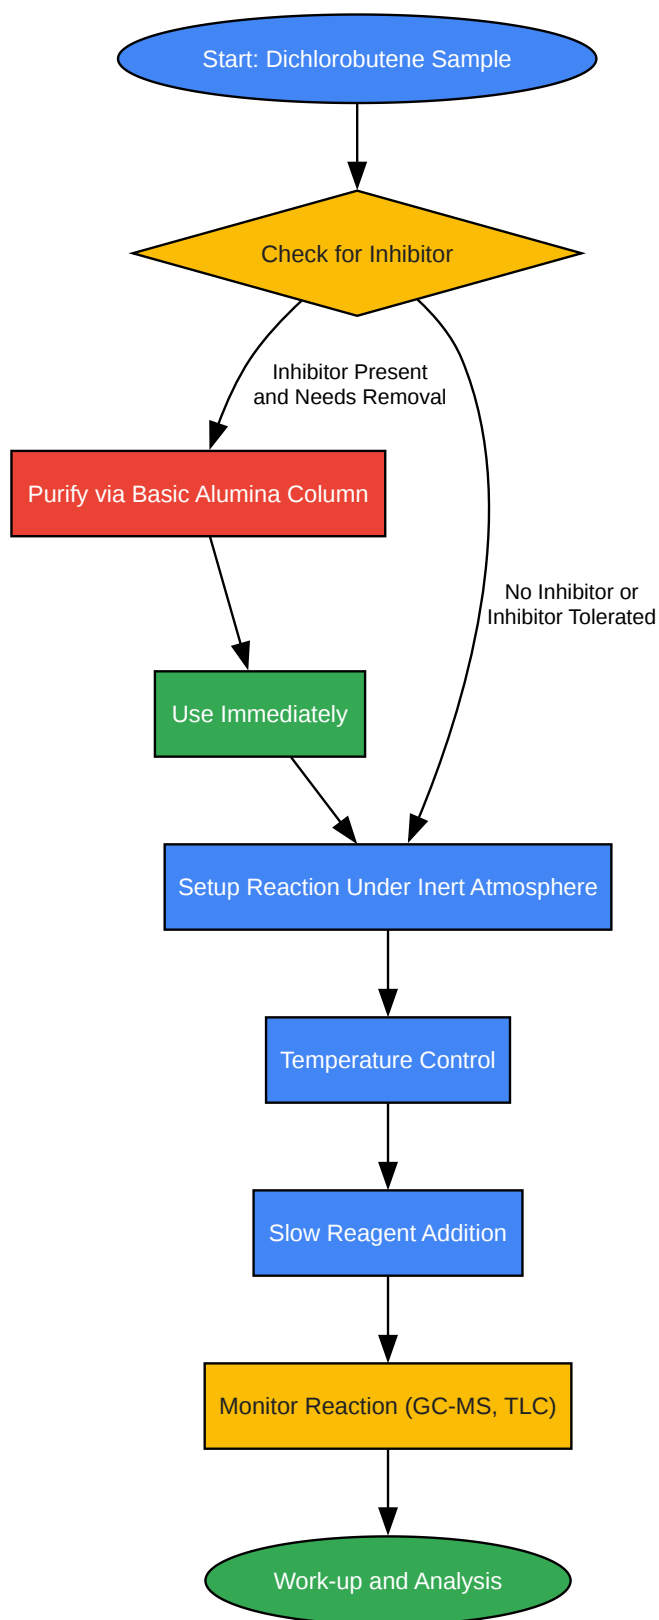 Start: Dichlorobutene Sample
Check for Inhibitor
Inhibitor Present
and Needs Removal
Purify via Basic Alumina Column
No Inhibitor or
Inhibitor Tolerated
Use Immediately
Setup Reaction Under Inert Atmosphere
Temperature Control
Slow Reagent Addition
Monitor Reaction (GC-MS, TLC)
Work-up and Analysis